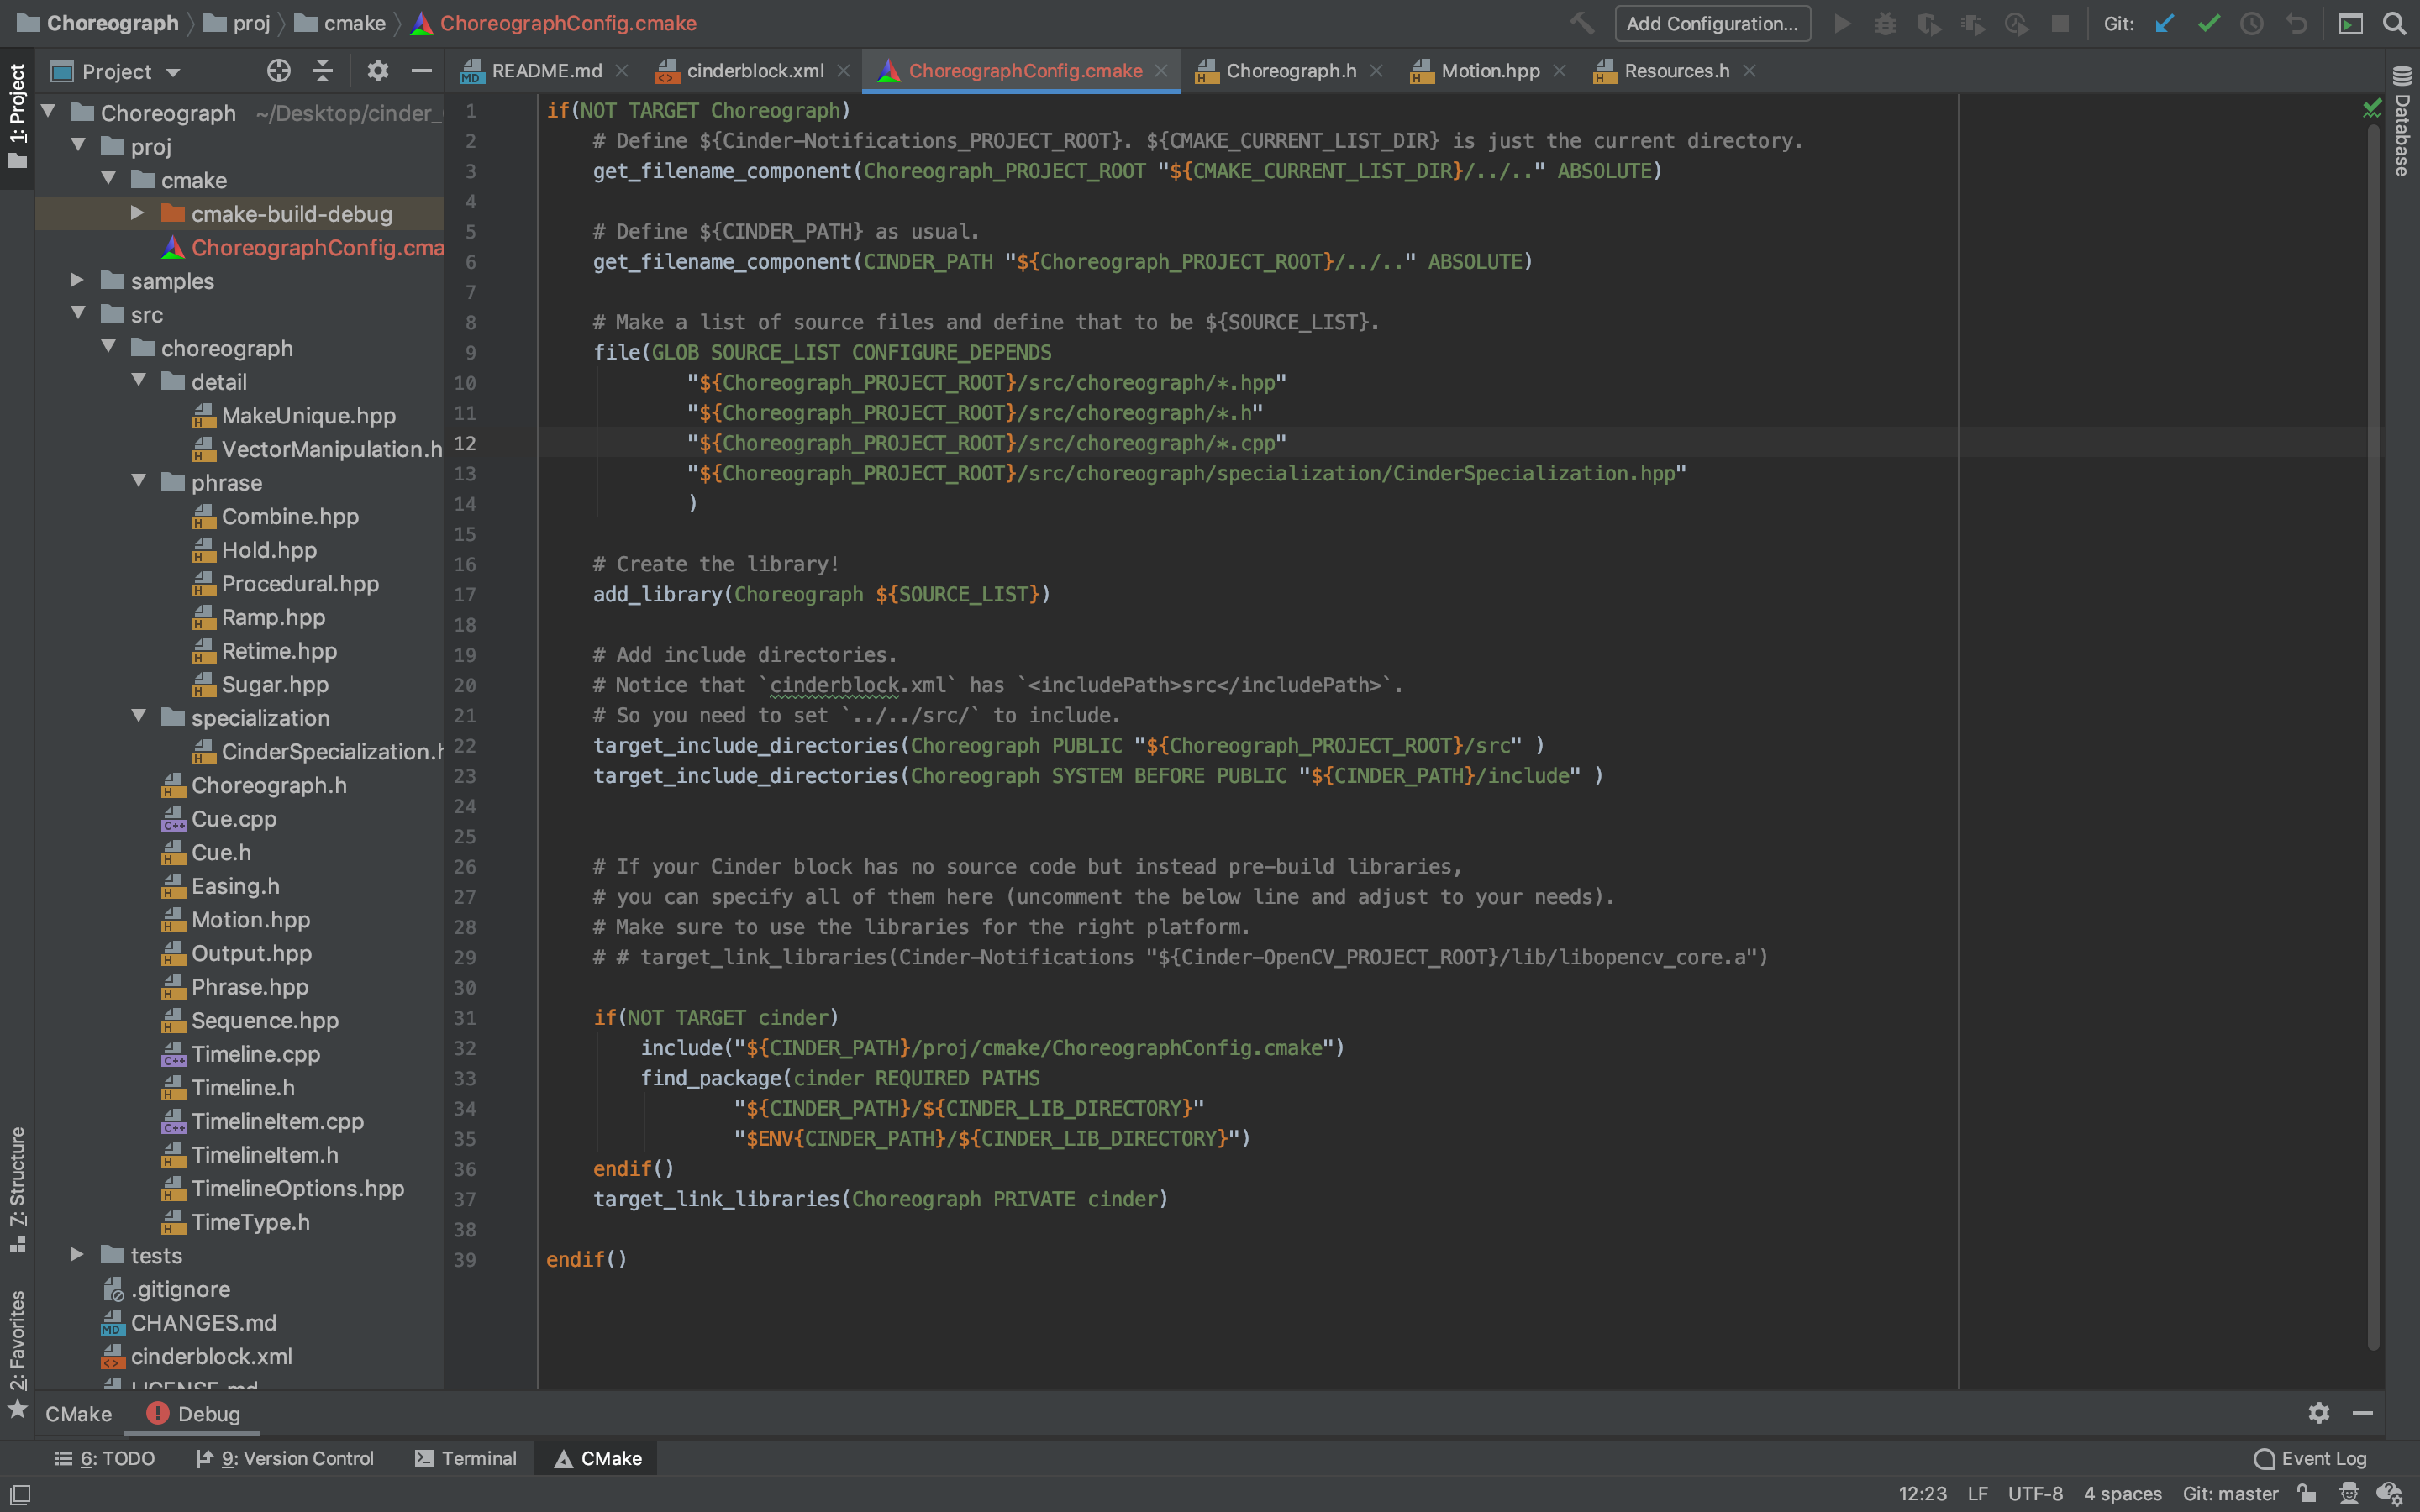 Choreograph proj cmake ChoreographConfig.cmake Add Configuration... Git:
1: Project
Project
README.md cinderblock.xml ChoreographConfig.cmake Choreograph.h Motion.hpp Resources.h
Database
Choreograph ~/Desktop/cinder_
proj
cmake
cmake-build-debug
ChoreographConfig.cma
samples
src
choreograph
detail
MakeUnique.hpp
VectorManipulation.h
phrase
Combine.hpp
Hold.hpp
Procedural.hpp
Ramp.hpp
Retime.hpp
Sugar.hpp
specialization
CinderSpecialization.h
Choreograph.h
Cue.cpp
Cue.h
Easing.h
Motion.hpp
Output.hpp
Phrase.hpp
Sequence.hpp
Timeline.cpp
Timeline.h
TimelineItem.cpp
TimelineItem.h
TimelineOptions.hpp
TimeType.h
tests
.gitignore
CHANGES.md
cinderblock.xml
LICENSE.md
7: Structure
2: Favorites
1 if(NOT TARGET Choreograph)
2 # Define ${Cinder-Notifications_PROJECT_ROOT}. ${CMAKE_CURRENT_LIST_DIR} is just the current directory.
3 get_filename_component(Choreograph_PROJECT_ROOT "${CMAKE_CURRENT_LIST_DIR}/../.." ABSOLUTE)
4
5 # Define ${CINDER_PATH} as usual.
6 get_filename_component(CINDER_PATH "${Choreograph_PROJECT_ROOT}/../.." ABSOLUTE)
7
8 # Make a list of source files and define that to be ${SOURCE_LIST}.
9 file(GLOB SOURCE_LIST CONFIGURE_DEPENDS
10 "${Choreograph_PROJECT_ROOT}/src/choreograph/*.hpp"
11 "${Choreograph_PROJECT_ROOT}/src/choreograph/*.h"
12 "${Choreograph_PROJECT_ROOT}/src/choreograph/*.cpp"
13 "${Choreograph_PROJECT_ROOT}/src/choreograph/specialization/CinderSpecialization.hpp"
14 )
15
16 # Create the library!
17 add_library(Choreograph ${SOURCE_LIST})
18
19 # Add include directories.
20 # Notice that `cinderblock.xml` has `<includePath>src</includePath>`.
21 # So you need to set `../../src/` to include.
22 target_include_directories(Choreograph PUBLIC "${Choreograph_PROJECT_ROOT}/src" )
23 target_include_directories(Choreograph SYSTEM BEFORE PUBLIC "${CINDER_PATH}/include" )
24
25
26 # If your Cinder block has no source code but instead pre-build libraries,
27 # you can specify all of them here (uncomment the below line and adjust to your needs).
28 # Make sure to use the libraries for the right platform.
29 # # target_link_libraries(Cinder-Notifications "${Cinder-OpenCV_PROJECT_ROOT}/lib/libopencv_core.a")
30
31 if(NOT TARGET cinder)
32 include("${CINDER_PATH}/proj/cmake/ChoreographConfig.cmake")
33 find_package(cinder REQUIRED PATHS
34 "${CINDER_PATH}/${CINDER_LIB_DIRECTORY}"
35 "$ENV{CINDER_PATH}/${CINDER_LIB_DIRECTORY}")
36 endif()
37 target_link_libraries(Choreograph PRIVATE cinder)
38
39 endif()
CMake Debug
6: TODO 9: Version Control Terminal CMake Event Log
12:23 LF UTF-8 4 spaces Git: master